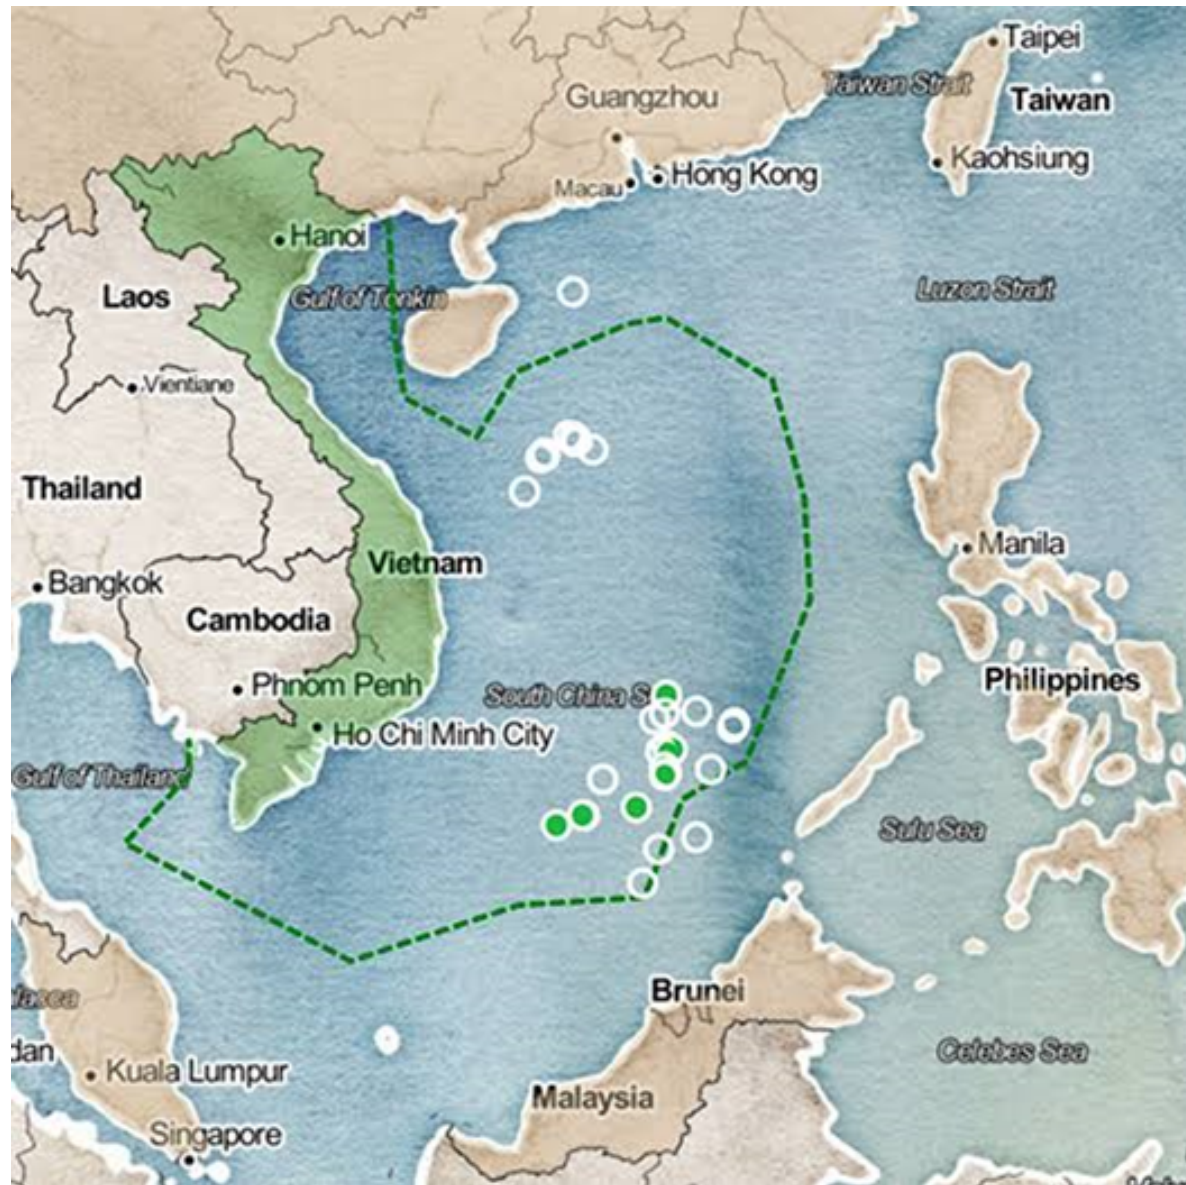 Taipei
Taiwan Strait
Guangzhou
Taiwan
Kaohsiung
Hong Kong
Macau
Hanoi
Laos
Gulf of Tonkin
Luzon Strait
Vientiane
Thailand
Manila
Vietnam
Bangkok
Cambodia
Phnom Penh
South China S
Philippines
Ho Chi Minh City
Gulf of Thailand
Sulu Sea
Brunei
Celebes Sea
Kuala Lumpur
Malaysia
Singapore